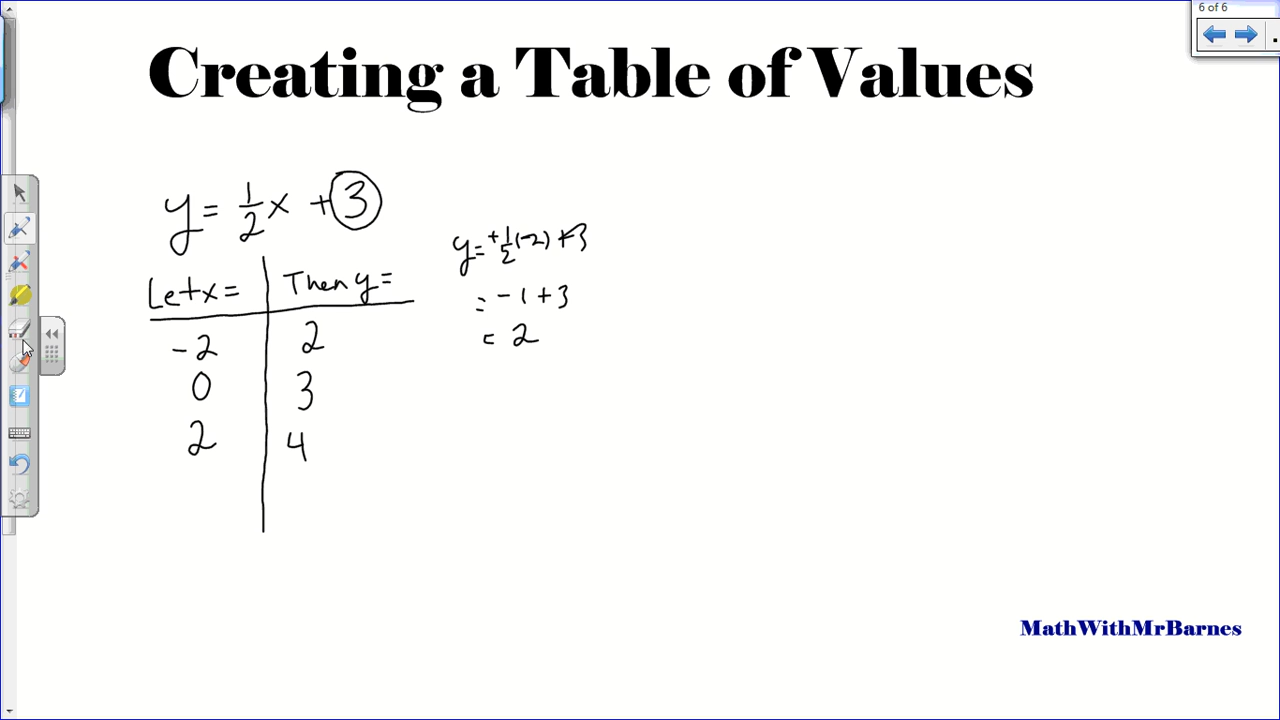 6 of 6
Creating a Table of Values
y = 1/2 x + 3
Let x = Then y =
-2 2
0 3
2 4
y = +1/2 (-2) + 3
= -1 + 3
= 2
MathWithMrBarnes